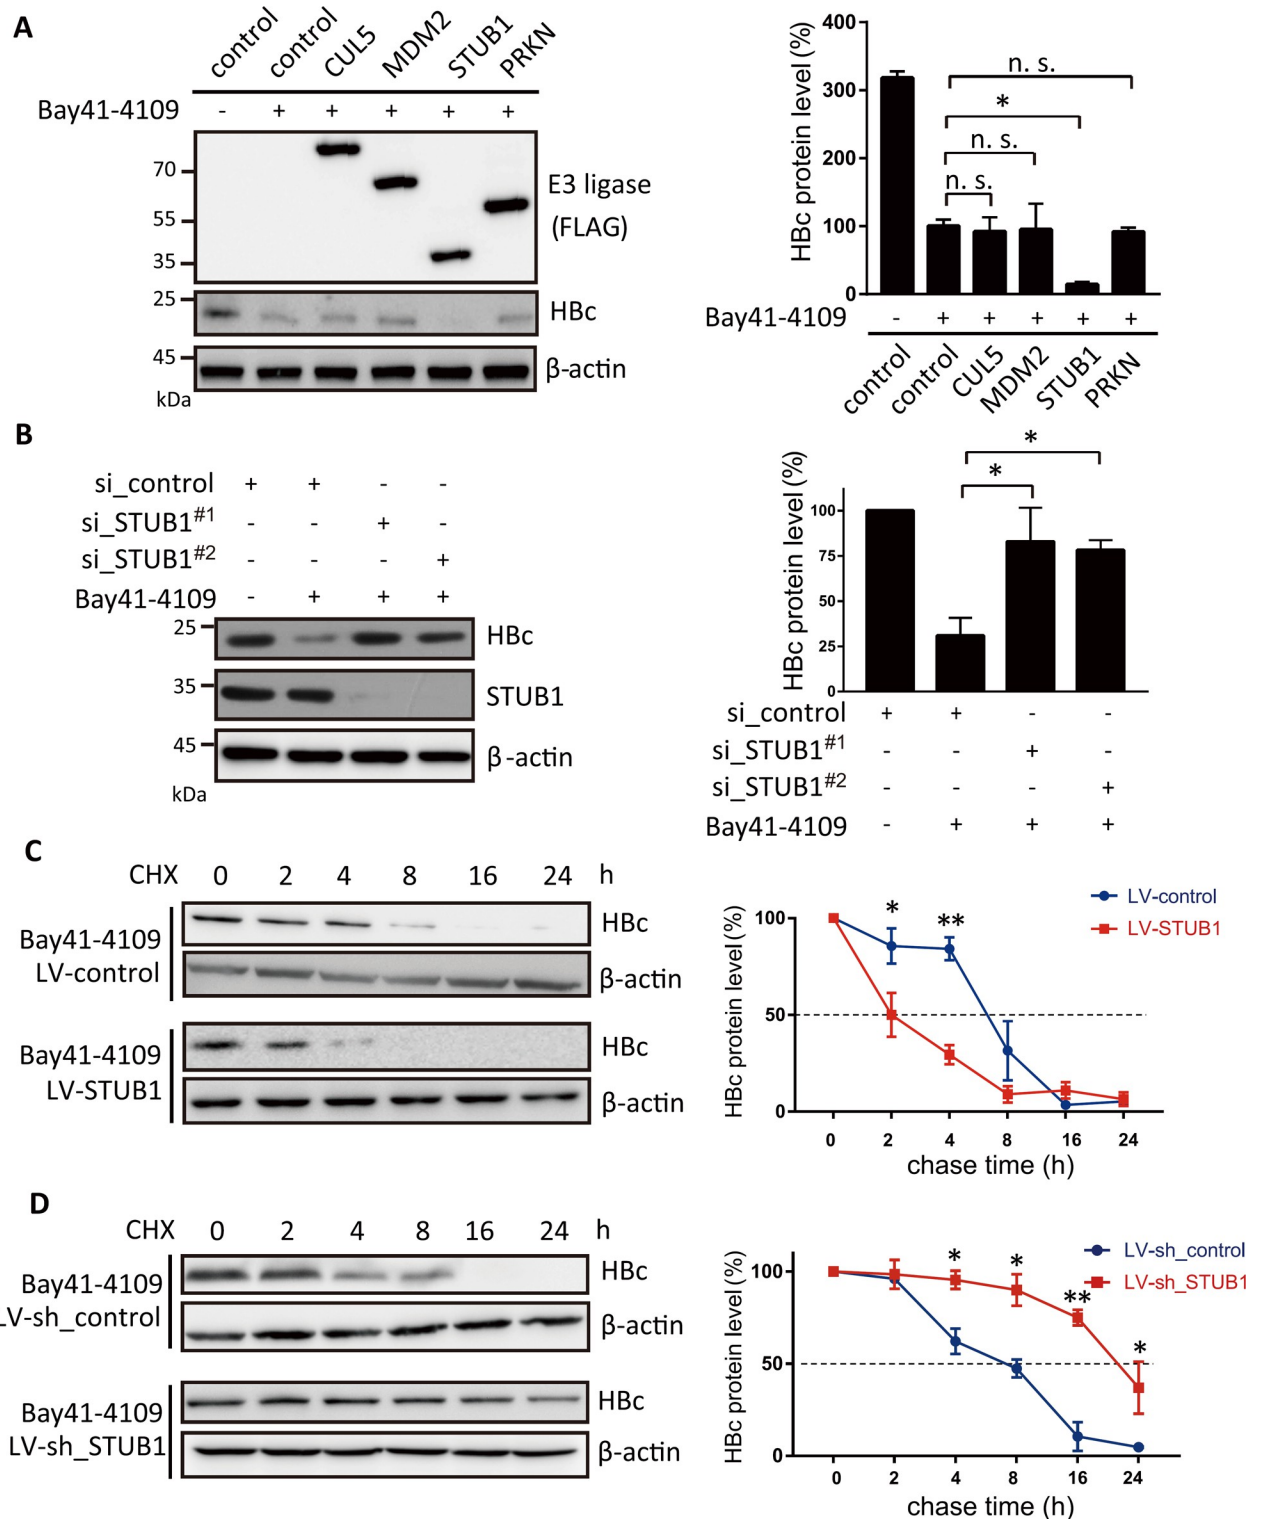 A
control control CUL5 MDM2 STUB1 PRKN
Bay41-4109 - + + + + +
70
55
35
E3 ligase
(FLAG)
25
HBc
45
β-actin
kDa
HBc protein level (%)
400
300
200
100
0
n. s.
*
n. s.
n. s.
Bay41-4109 - + + + + +
control control CUL5 MDM2 STUB1 PRKN
B
si_control + + - -
si_STUB1#1 - - + -
si_STUB1#2 - - - +
Bay41-4109 - + + +
25
HBc
35
STUB1
45
β-actin
kDa
HBc protein level (%)
100
75
50
25
0
*
*
si_control + + - -
si_STUB1#1 - - + -
si_STUB1#2 - - - +
Bay41-4109 - + + +
C
CHX 0 2 4 8 16 24 h
Bay41-4109
LV-control
HBc
β-actin
Bay41-4109
LV-STUB1
HBc
β-actin
HBc protein level (%)
100
50
0
* **
LV-control
LV-STUB1
0 2 4 8 16 24
chase time (h)
D
CHX 0 2 4 8 16 24 h
Bay41-4109
LV-sh_control
HBc
β-actin
Bay41-4109
LV-sh_STUB1
HBc
β-actin
HBc protein level (%)
100
50
0
* * ** *
LV-sh_control
LV-sh_STUB1
0 2 4 8 16 24
chase time (h)